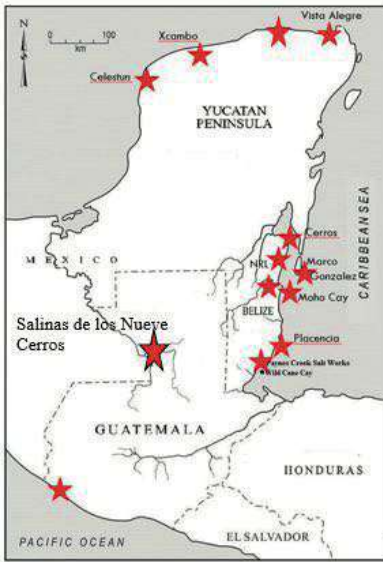 Vista Alegre
N
Xcambo
0 80
km
Celestun
YUCATAN
PENINSULA
CARIBBEAN SEA
Cerros
MEXICO
NRL
Marco
Gonzalez
Moho Cay
BELIZE
Salinas de los Nueve
Cerros
Placencia
Paynes Creek Salt Works
Wild Cane Cay
GUATEMALA
HONDURAS
EL SALVADOR
PACIFIC OCEAN